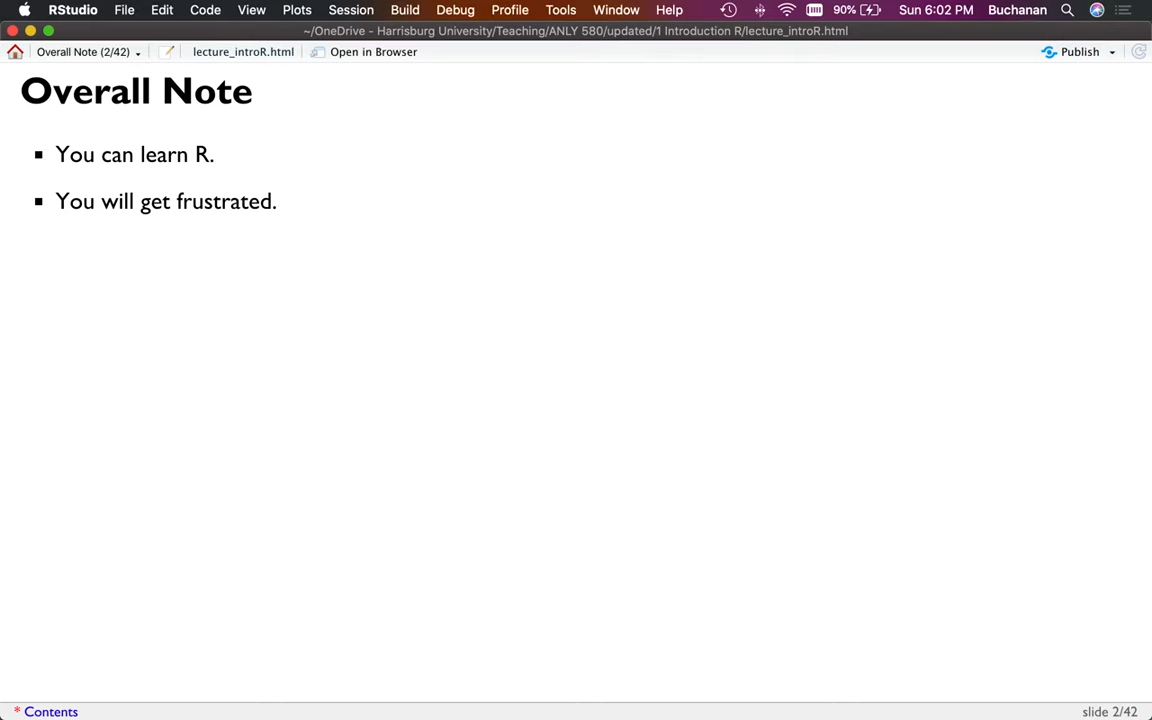 RStudio File Edit Code View Plots Session Build Debug Profile Tools Window Help 90% Sun 6:02 PM Buchanan
~/OneDrive - Harrisburg University/Teaching/ANLY 580/updated/1 Introduction R/lecture_introR.html
Overall Note (2/42) lecture_introR.html Open in Browser Publish
Overall Note
▪ You can learn R.
▪ You will get frustrated.
* Contents slide 2/42